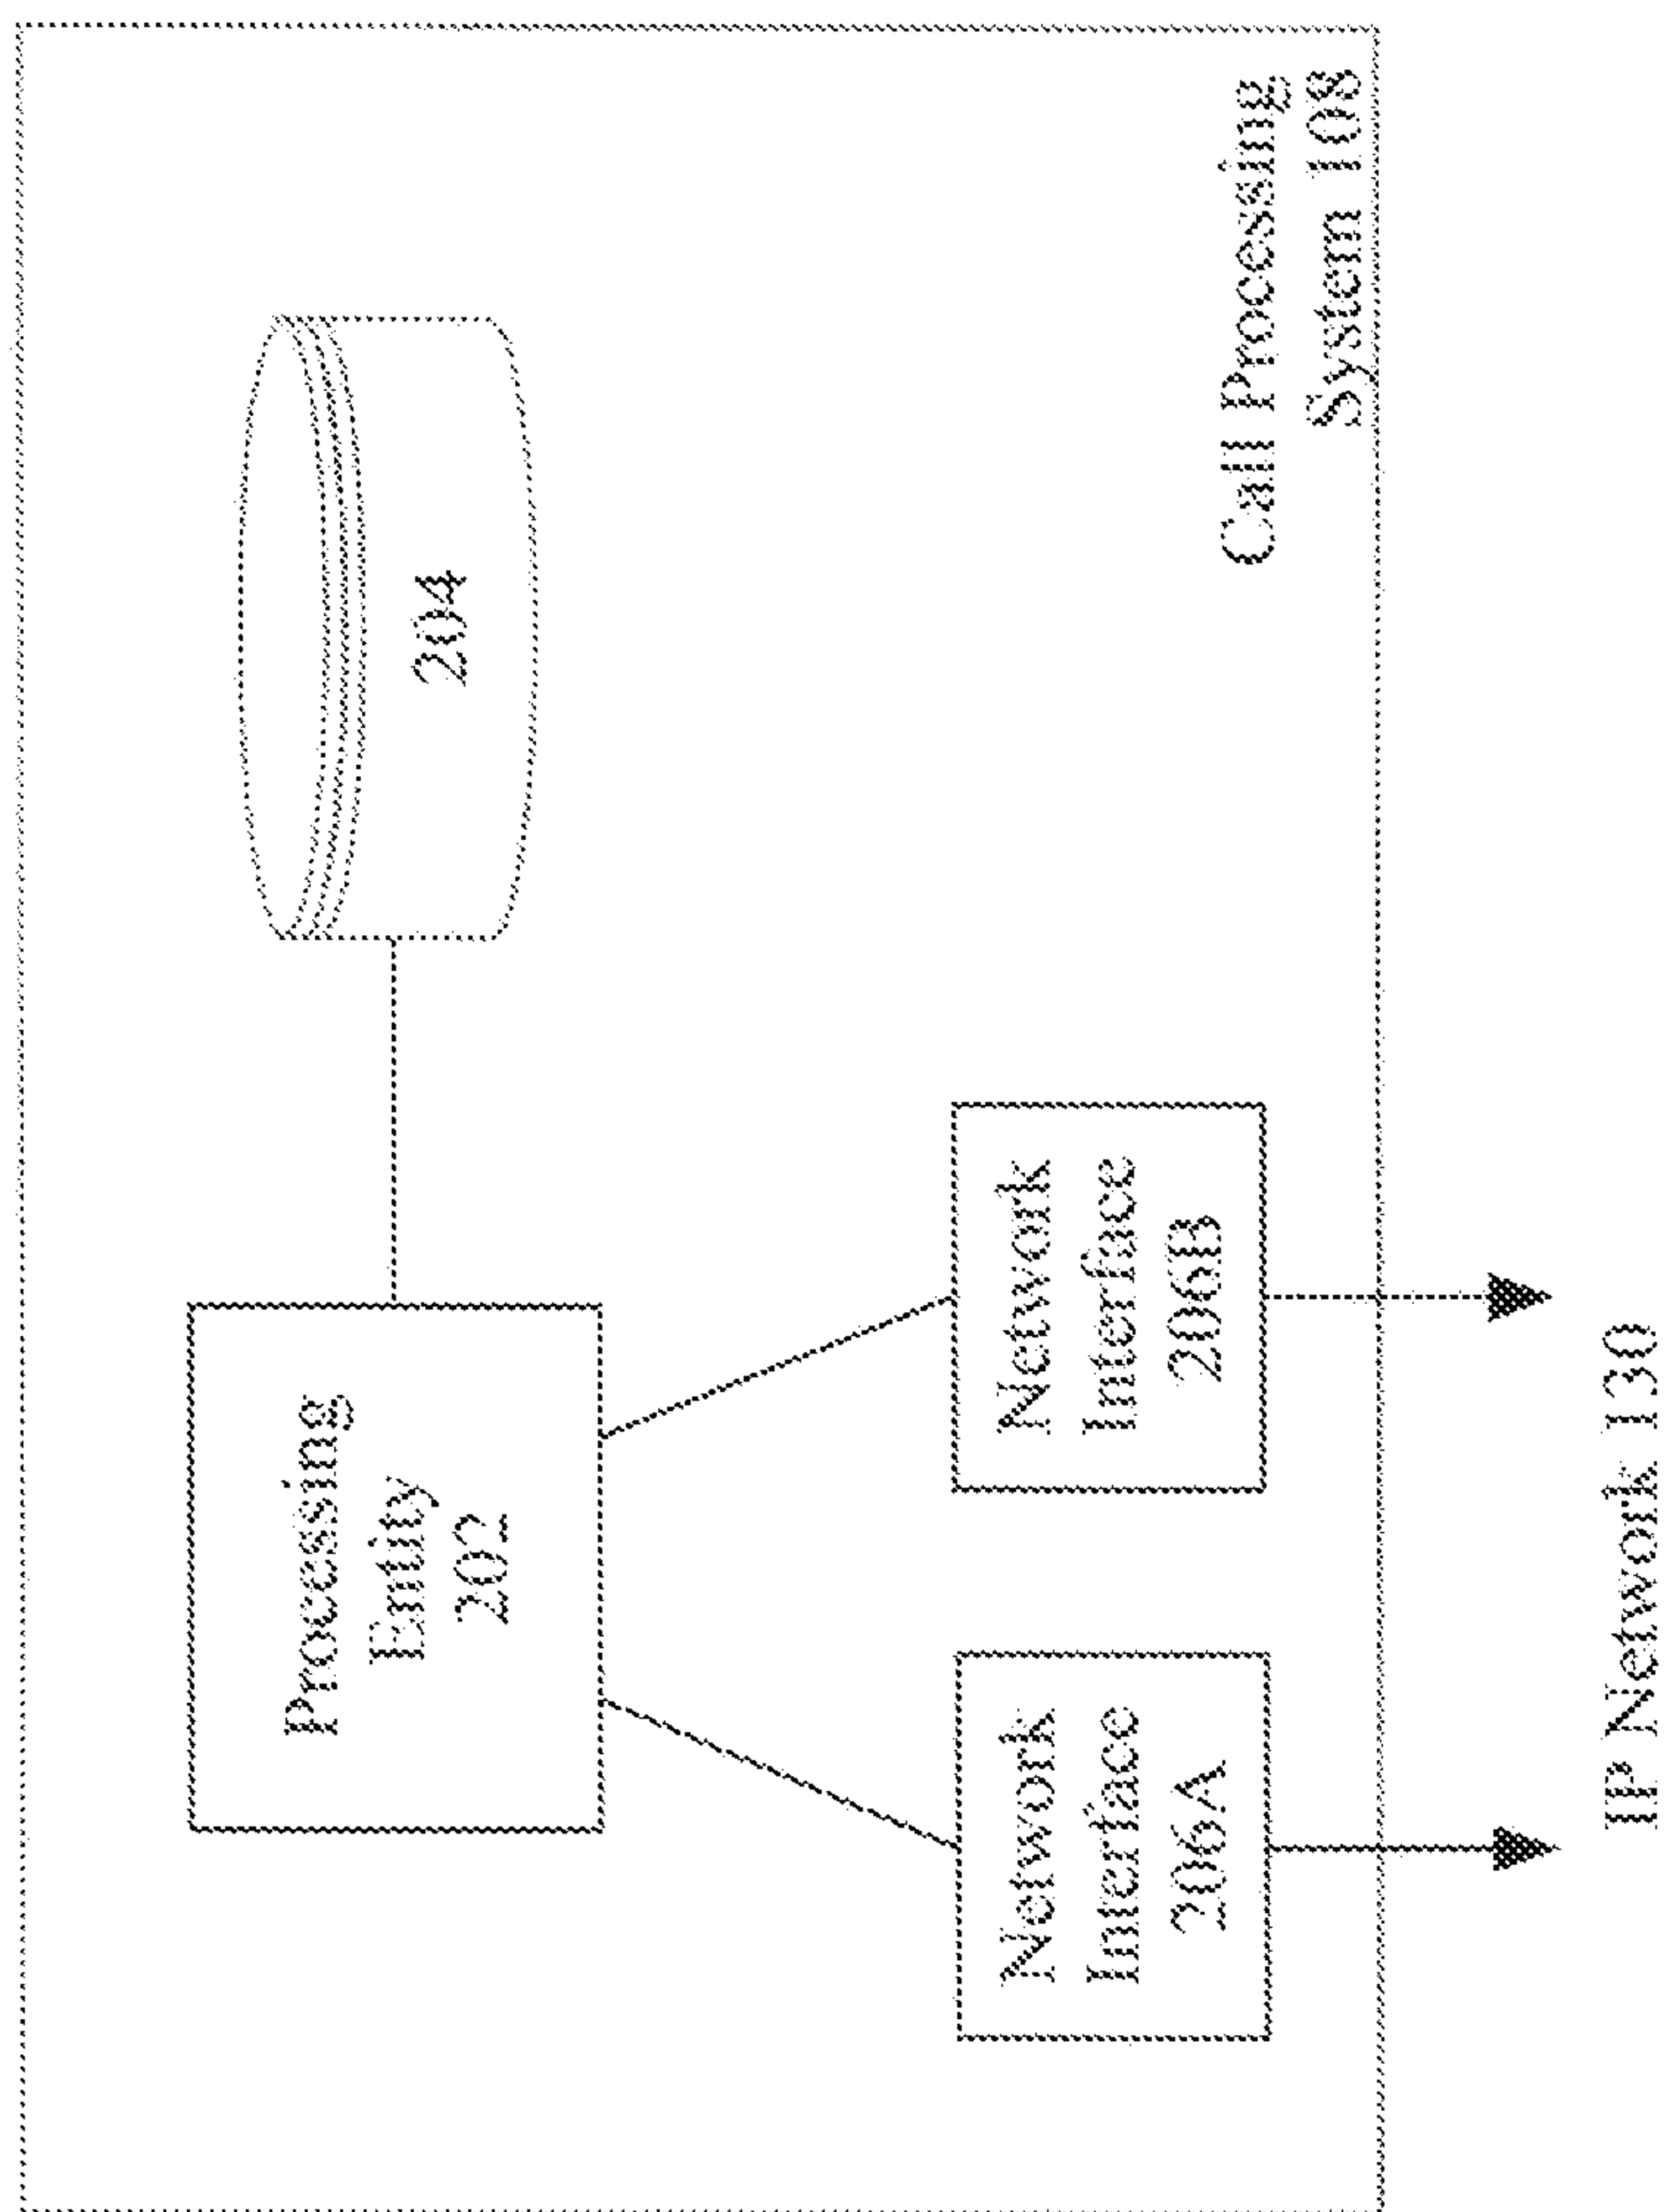 Processing
Entity
202
204
Network
Interface
206A
Network
Interface
206B
Call Processing
System 108
IP Network 130